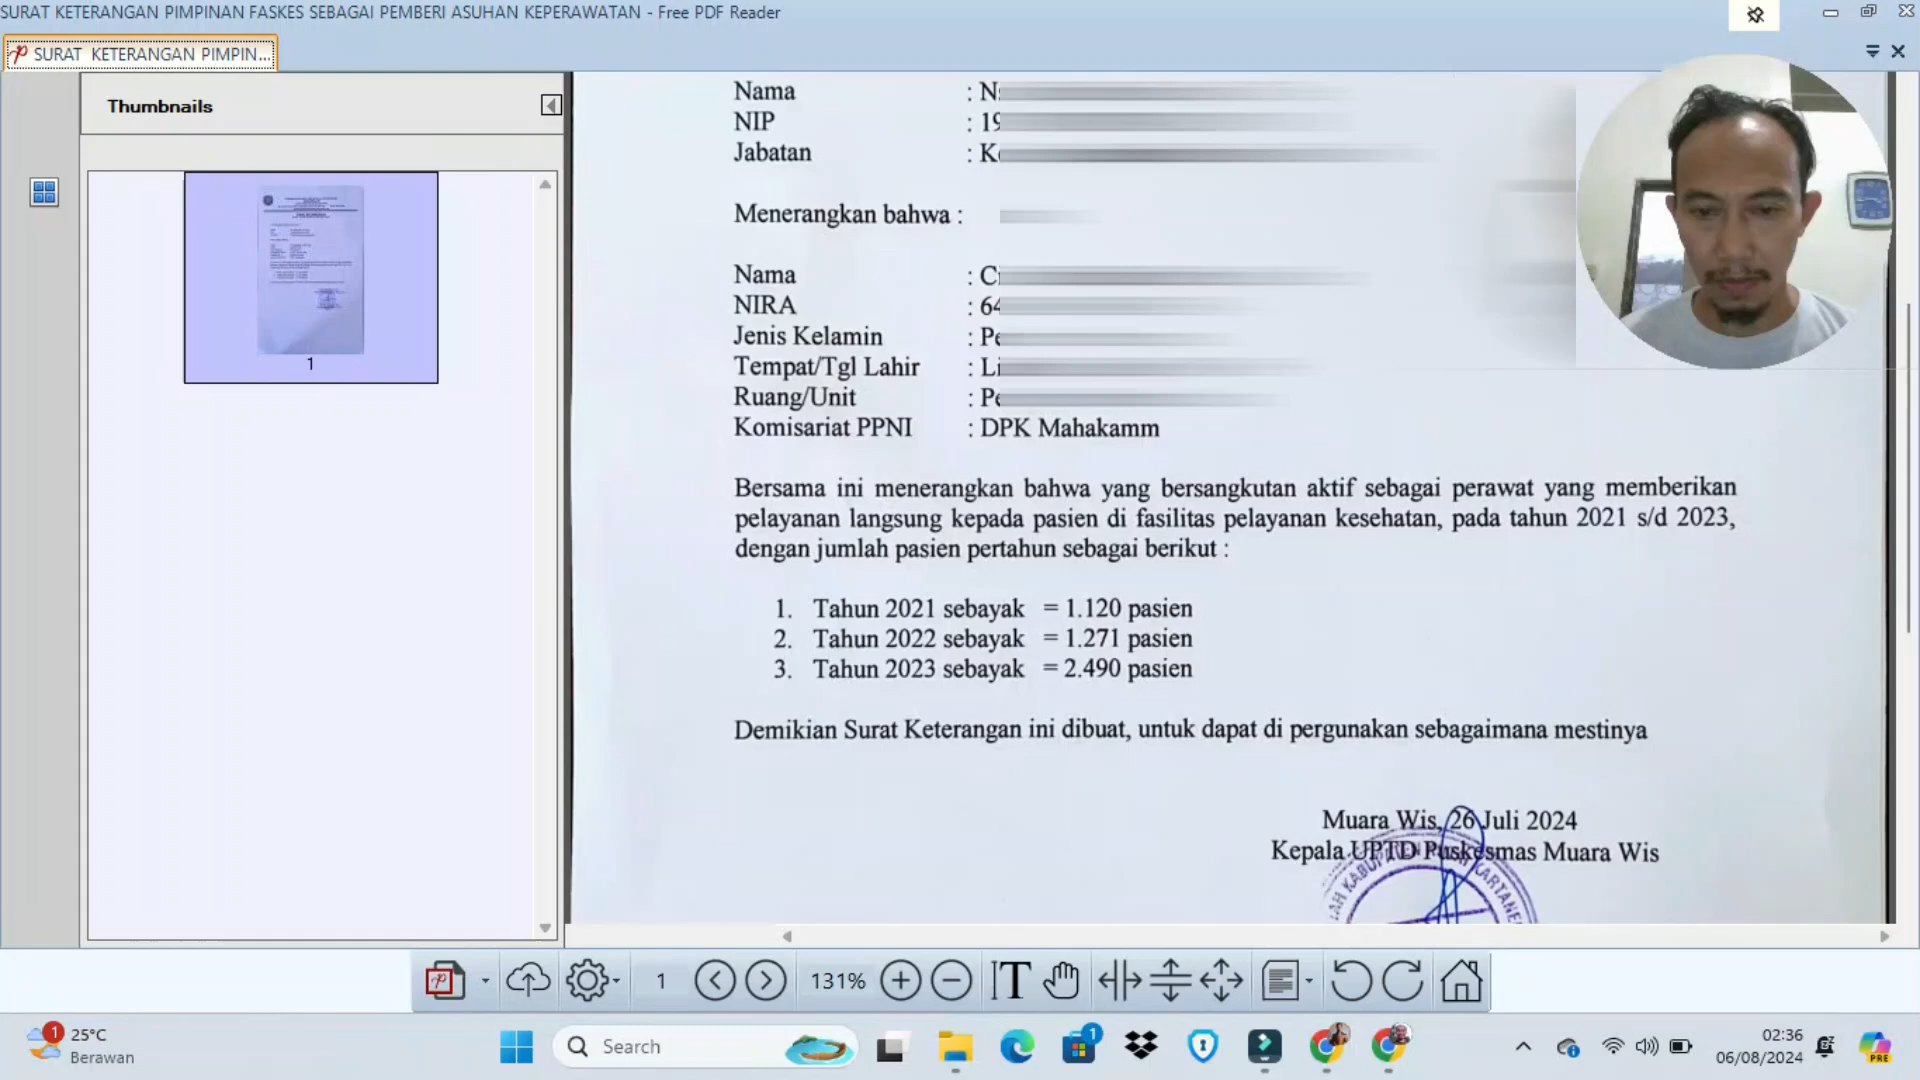 SURAT KETERANGAN PIMPINAN FASKES SEBAGAI PEMBERI ASUHAN KEPERAWATAN - Free PDF Reader
SURAT KETERANGAN PIMPIN...
Thumbnails
1
Nama : N
NIP : 19
Jabatan : K
Menerangkan bahwa :
Nama : C
NIRA : 64
Jenis Kelamin : Pe
Tempat/Tgl Lahir : Li
Ruang/Unit : Pe
Komisariat PPNI : DPK Mahakamm
Bersama ini menerangkan bahwa yang bersangkutan aktif sebagai perawat yang memberikan
pelayanan langsung kepada pasien di fasilitas pelayanan kesehatan, pada tahun 2021 s/d 2023,
dengan jumlah pasien pertahun sebagai berikut :
1. Tahun 2021 sebayak = 1.120 pasien
2. Tahun 2022 sebayak = 1.271 pasien
3. Tahun 2023 sebayak = 2.490 pasien
Demikian Surat Keterangan ini dibuat, untuk dapat di pergunakan sebagaimana mestinya
Muara Wis, 26 Juli 2024
Kepala UPTD Puskesmas Muara Wis
1 131%
1 25°C
Berawan
Search
1
02:36
06/08/2024
PRE